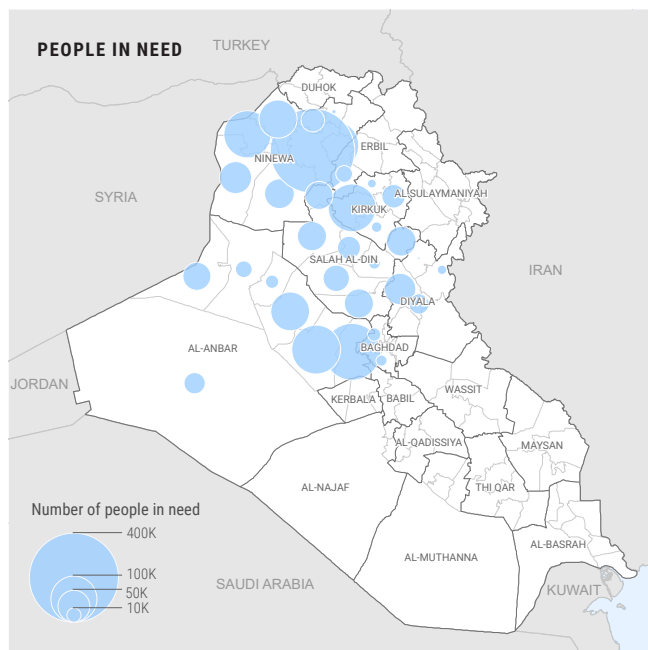 PEOPLE IN NEED
TURKEY
DUHOK
ERBIL
NINEWA
AL-SULAYMANIYAH
SYRIA
KIRKUK
SALAH AL-DIN
IRAN
DIYALA
AL-ANBAR
BAGHDAD
JORDAN
KERBALA
BABIL
WASSIT
AL-QADISSIYA
MAYSAN
AL-NAJAF
THI QAR
Number of people in need
400K
100K
50K
10K
AL-MUTHANNA
AL-BASRAH
SAUDI ARABIA
KUWAIT